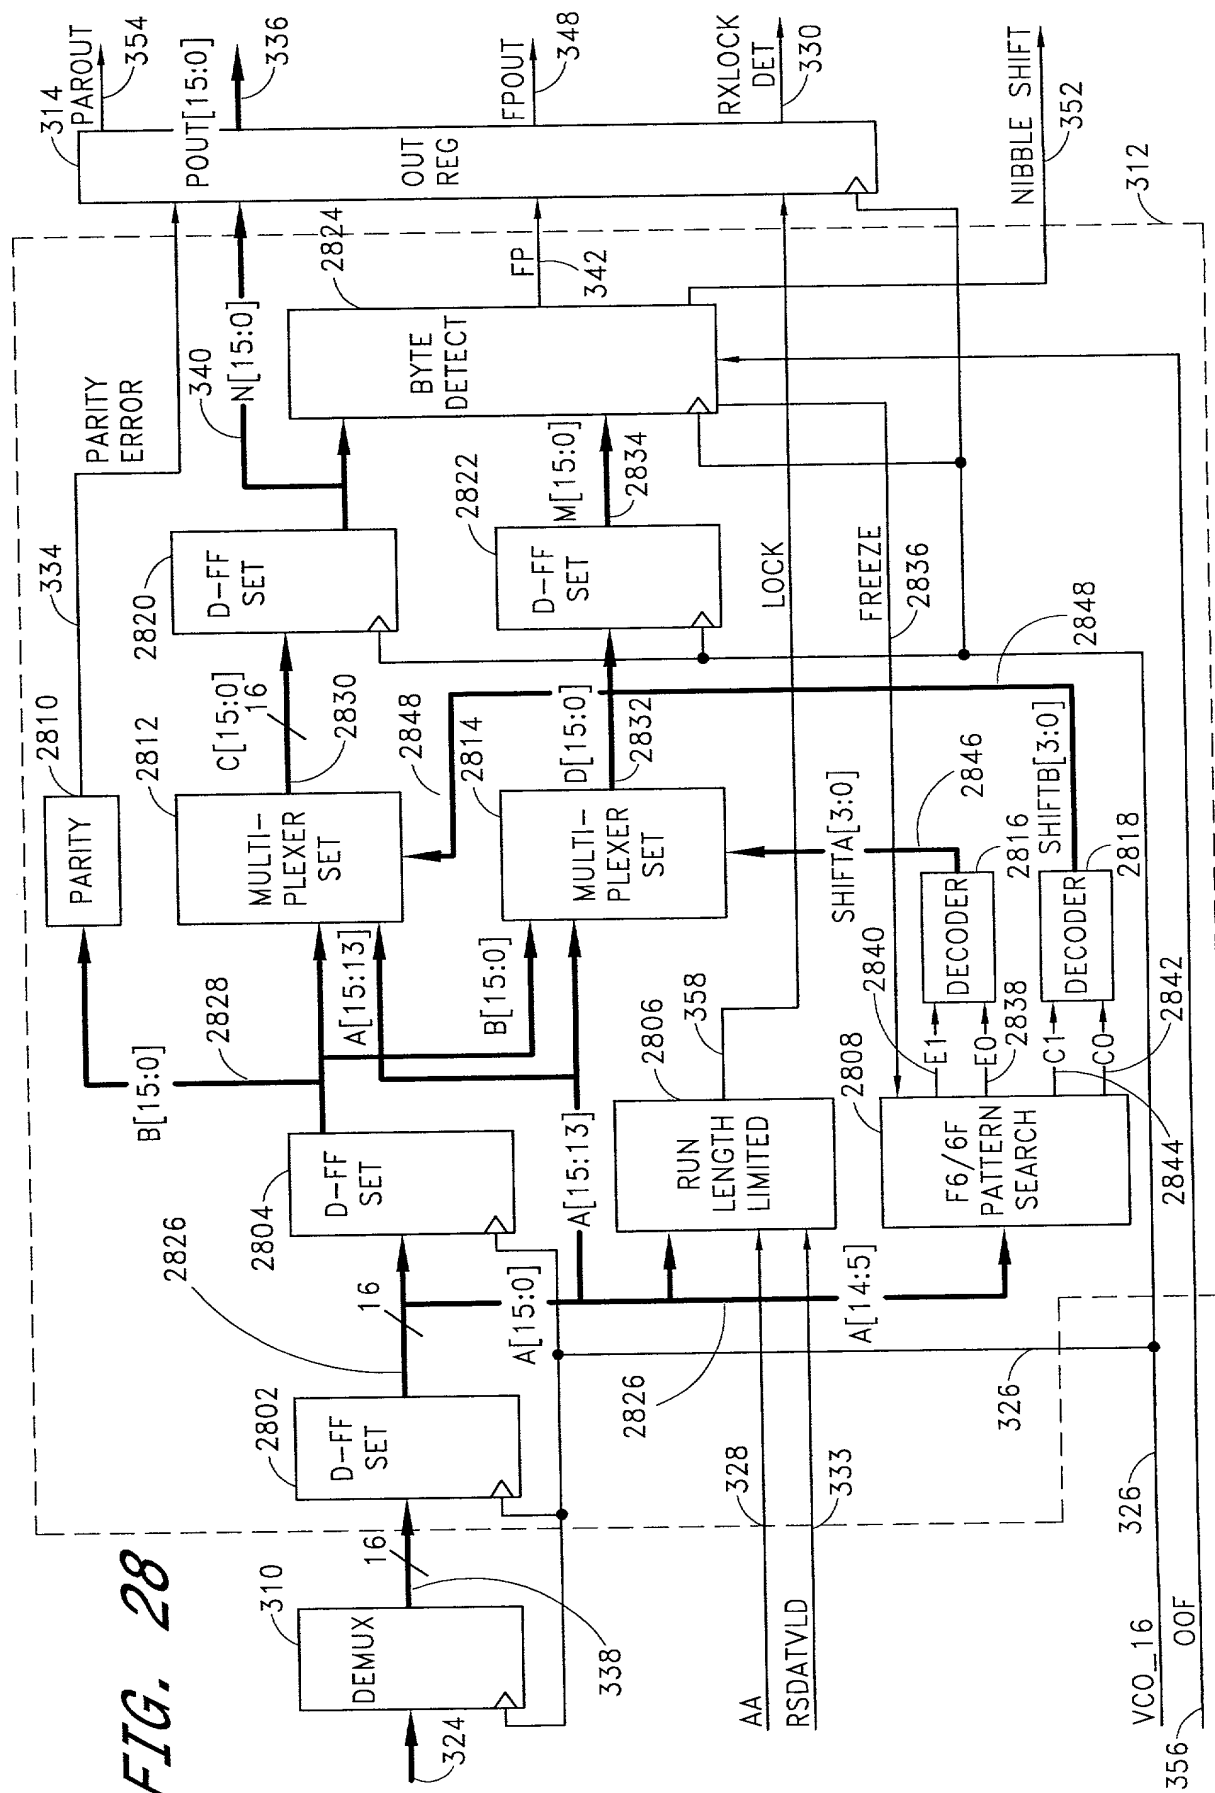 FIG. 28
314
PAROUT
354
POUT[15:0]
336
OUT
REG
FPOUT
348
RXLOCK
DET
330
NIBBLE SHIFT
352
312
2824
FP
342
BYTE
DETECT
N[15:0]
340
PARITY
ERROR
334
M[15:0]
2834
2820
D-FF
SET
2822
D-FF
SET
LOCK
FREEZE
2836
2848
2810
PARITY
2812
MULTI-
PLEXER
SET
C[15:0]
16
2830
2848
2814
MULTI-
PLEXER
SET
D[15:0]
2832
SHIFTA[3:0]
2846
2816
DECODER
SHIFTB[3:0]
2818
DECODER
B[15:0]
2828
A[15:13]
B[15:0]
A[15:13]
2804
D-FF
SET
2806
RUN
LENGTH
LIMITED
358
2808
F6/6F
PATTERN
SEARCH
2840
E1
E0
2838
C1
C0
2842
2844
2826
16
A[15:0]
2826
A[14:5]
326
2802
D-FF
SET
16
338
310
DEMUX
324
AA
328
RSDATVLD
333
VCO_16
326
OOF
356